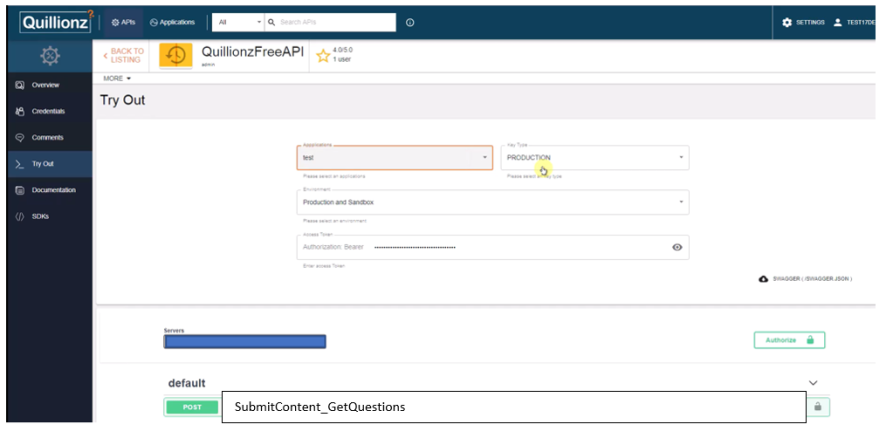 Quillionz?
APIs
Applications
All
Search APIs
SETTINGS
BACK TO LISTING
QuillionzFreeAPI
admin
4.0/5.0
1 user
MORE
Overview
Credentials
Comments
Try Out
Documentation
SDKs
Try Out
Applications
test
Please select an applications
Key Type
PRODUCTION
Please select key type
Environment
Production and Sandbox
Please select an environment
Access Token
Authorization: Bearer
Enter access Token
SWAGGER ( /SWAGGER.JSON )
Servers
Authorize
default
POST
SubmitContent_GetQuestions